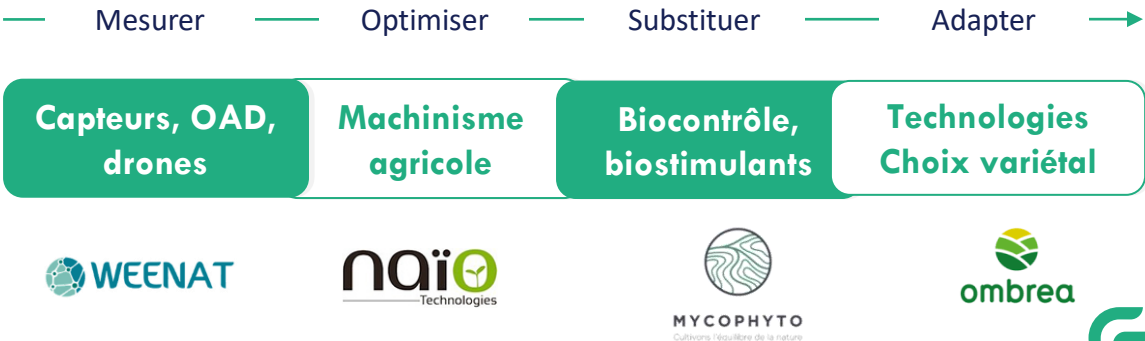 Mesurer Optimiser Substituer Adapter
Capteurs, OAD,
drones
Machinisme
agricole
Biocontrôle,
biostimulants
Technologies
Choix variétal
WEENAT
naïo
Technologies
MYCOPHYTO
Cultivons l'équilibre de la nature
ombrea